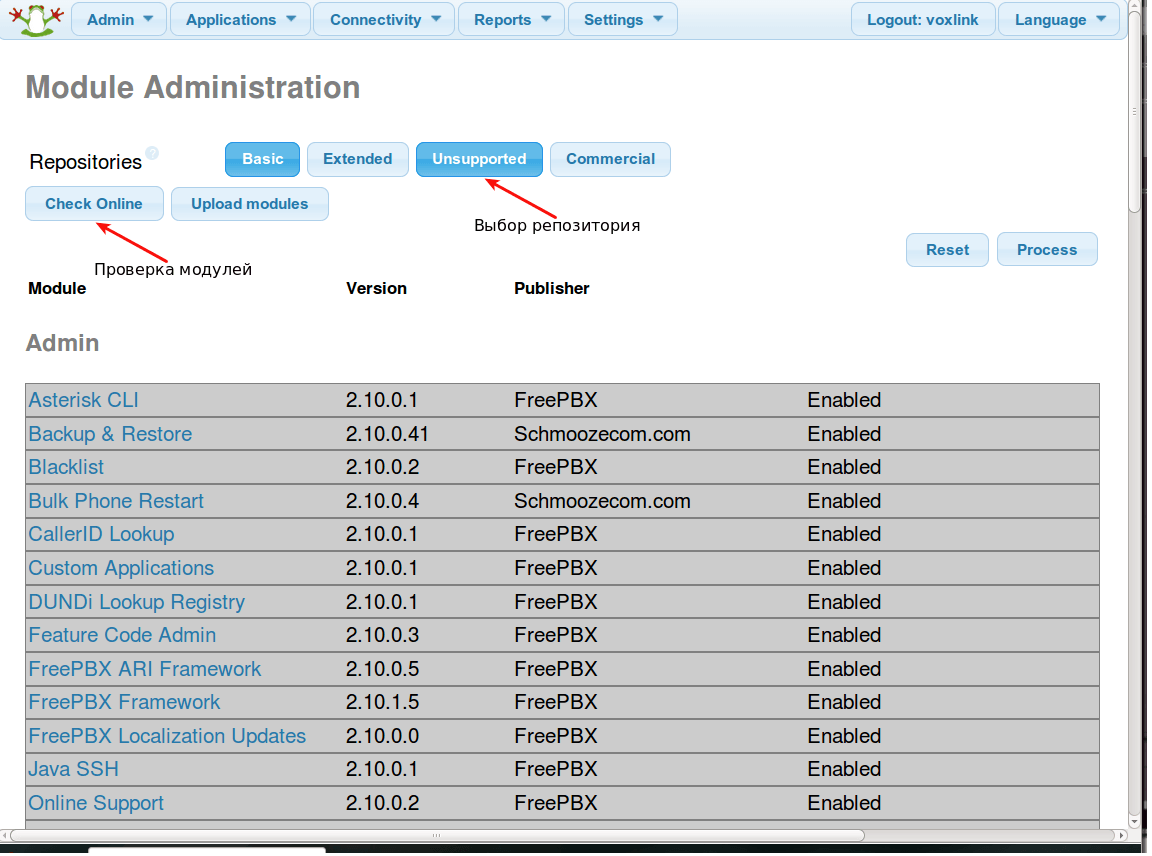 Admin Applications Connectivity Reports Settings Logout: voxlink Language
Module Administration
Repositories Basic Extended Unsupported Commercial
Check Online Upload modules
Выбор репозитория
Reset Process
Проверка модулей
Module Version Publisher
Admin
Asterisk CLI 2.10.0.1 FreePBX Enabled
Backup & Restore 2.10.0.41 Schmoozecom.com Enabled
Blacklist 2.10.0.2 FreePBX Enabled
Bulk Phone Restart 2.10.0.4 Schmoozecom.com Enabled
CallerID Lookup 2.10.0.1 FreePBX Enabled
Custom Applications 2.10.0.1 FreePBX Enabled
DUNDi Lookup Registry 2.10.0.1 FreePBX Enabled
Feature Code Admin 2.10.0.3 FreePBX Enabled
FreePBX ARI Framework 2.10.0.5 FreePBX Enabled
FreePBX Framework 2.10.1.5 FreePBX Enabled
FreePBX Localization Updates 2.10.0.0 FreePBX Enabled
Java SSH 2.10.0.1 FreePBX Enabled
Online Support 2.10.0.2 FreePBX Enabled